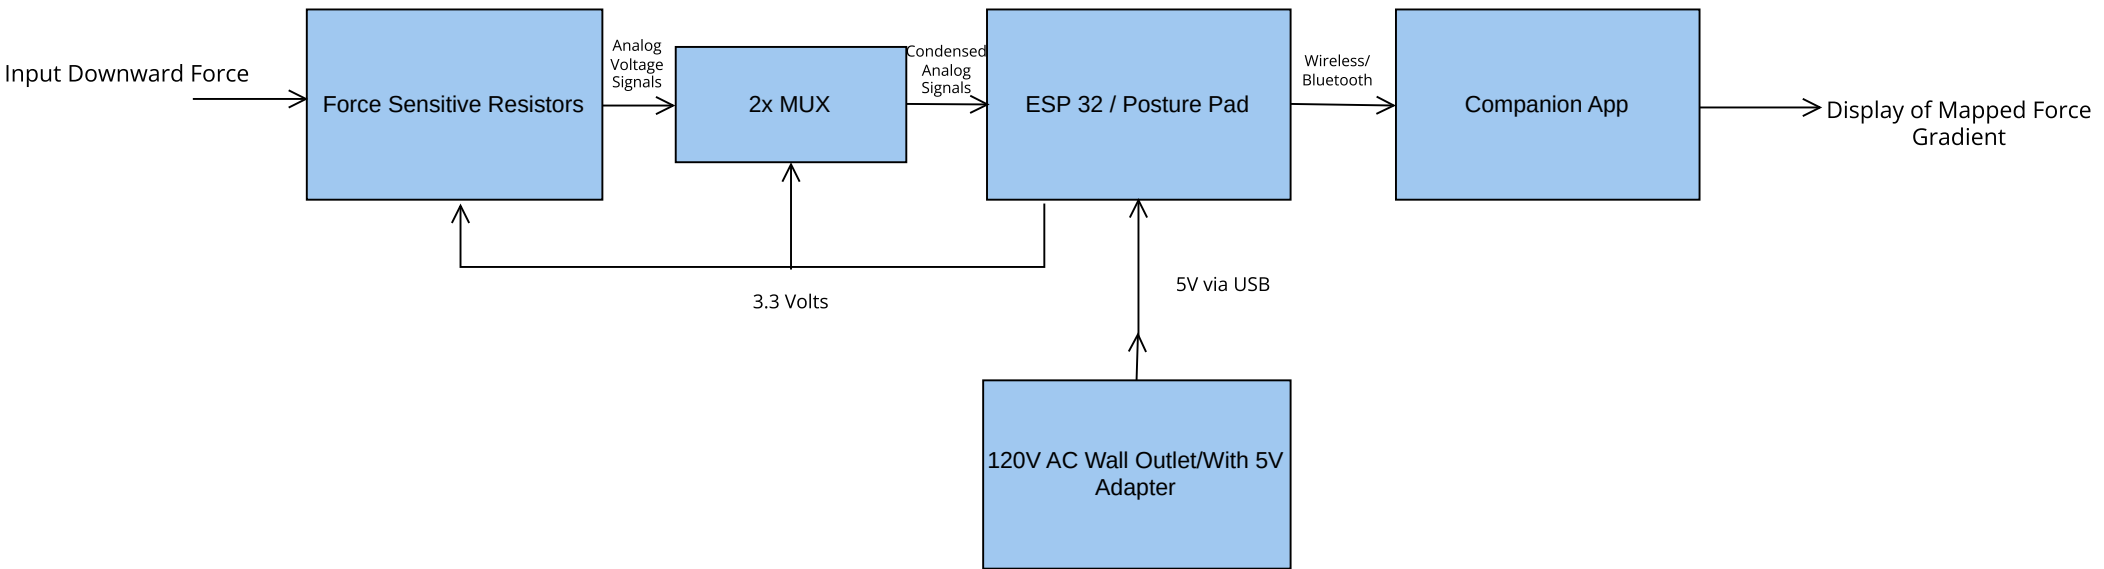 Input Downward Force
Force Sensitive Resistors
Analog
Voltage
Signals
2x MUX
Condensed
Analog
Signals
ESP 32 / Posture Pad
Wireless/
Bluetooth
Companion App
Display of Mapped Force
Gradient
3.3 Volts
5V via USB
120V AC Wall Outlet/With 5V
Adapter